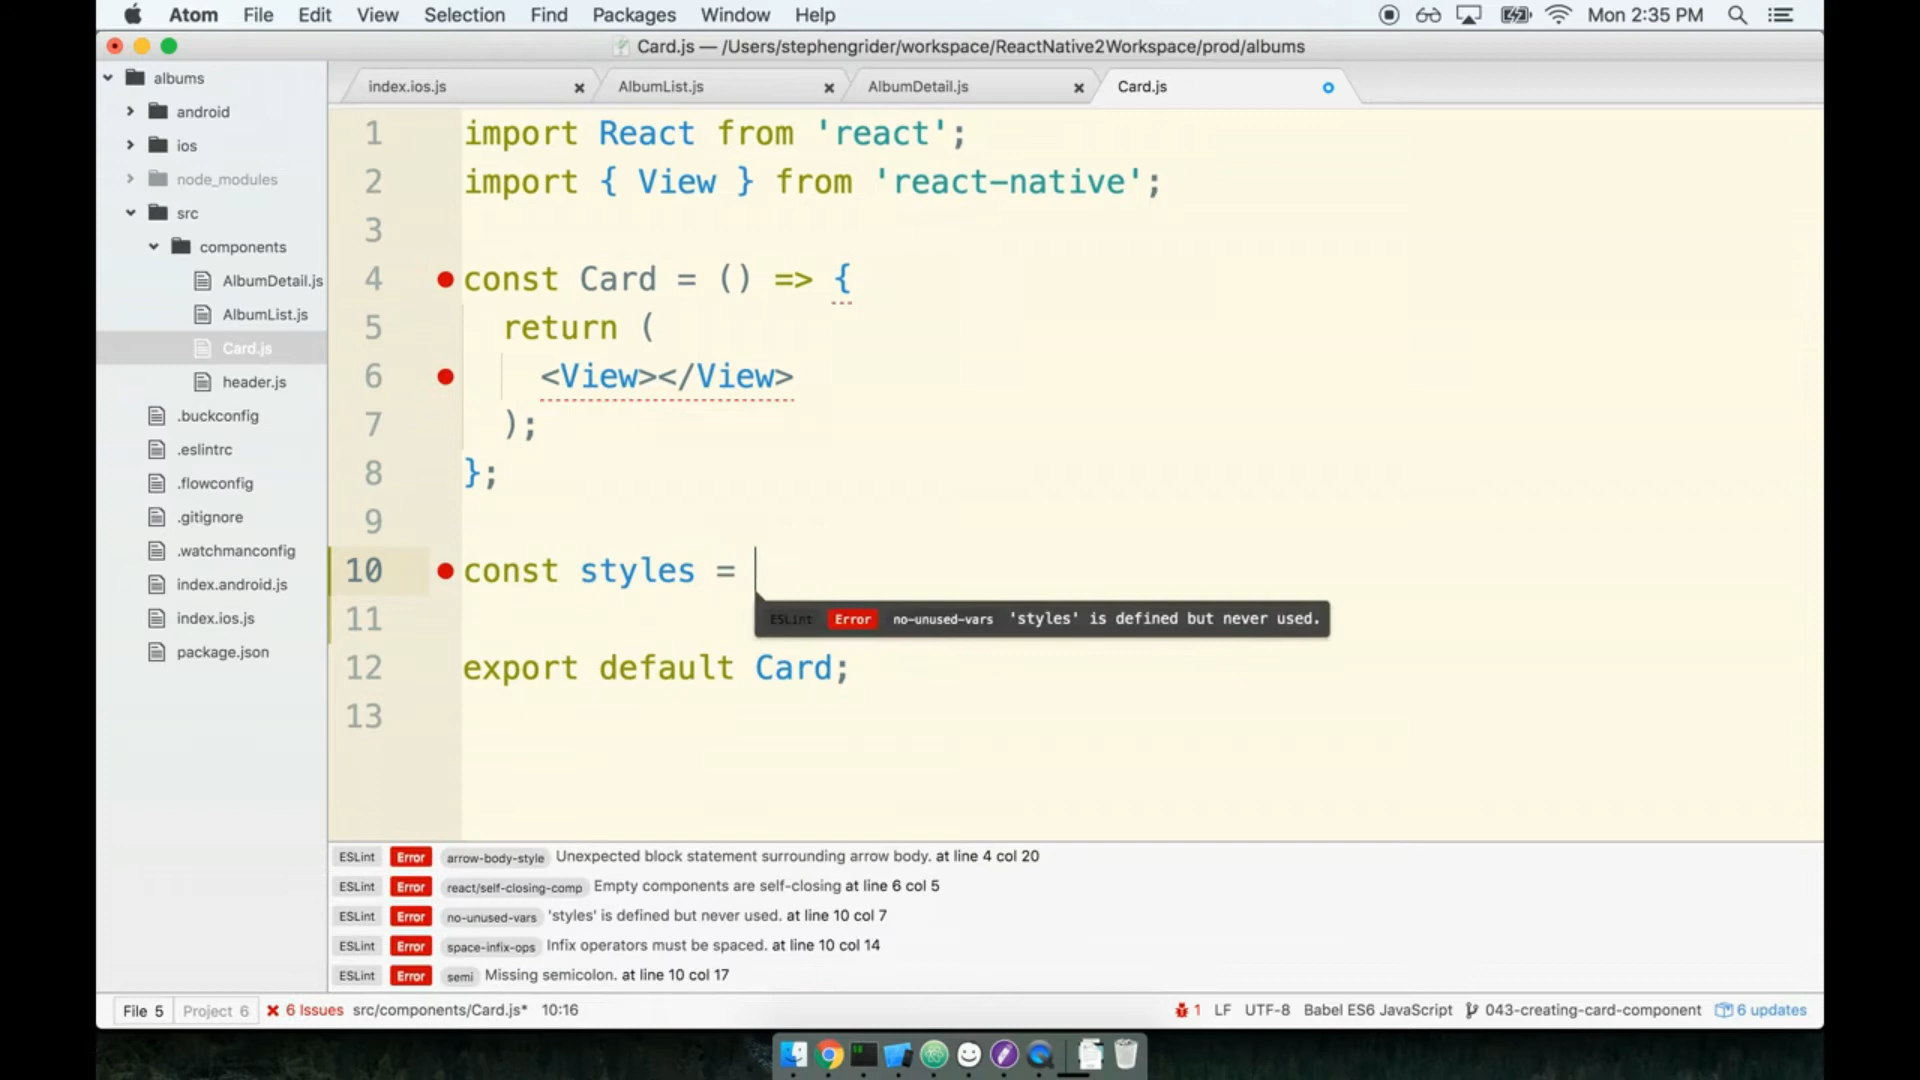 Atom File Edit View Selection Find Packages Window Help Mon 2:35 PM
Card.js — /Users/stephengrider/workspace/ReactNative2Workspace/prod/albums
albums
android
ios
node_modules
src
components
AlbumDetail.js
AlbumList.js
Card.js
header.js
.buckconfig
.eslintrc
.flowconfig
.gitignore
.watchmanconfig
index.android.js
index.ios.js
package.json
index.ios.js AlbumList.js AlbumDetail.js Card.js
1 import React from 'react';
2 import { View } from 'react-native';
3
4 const Card = () => {
5 return (
6 <View></View>
7 );
8 };
9
10 const styles =
ESLint Error no-unused-vars 'styles' is defined but never used.
11
12 export default Card;
13
ESLint Error arrow-body-style Unexpected block statement surrounding arrow body. at line 4 col 20
ESLint Error react/self-closing-comp Empty components are self-closing at line 6 col 5
ESLint Error no-unused-vars 'styles' is defined but never used. at line 10 col 7
ESLint Error space-infix-ops Infix operators must be spaced. at line 10 col 14
ESLint Error semi Missing semicolon. at line 10 col 17
File 5 Project 6 6 Issues src/components/Card.js* 10:16 1 LF UTF-8 Babel ES6 JavaScript 043-creating-card-component 6 updates